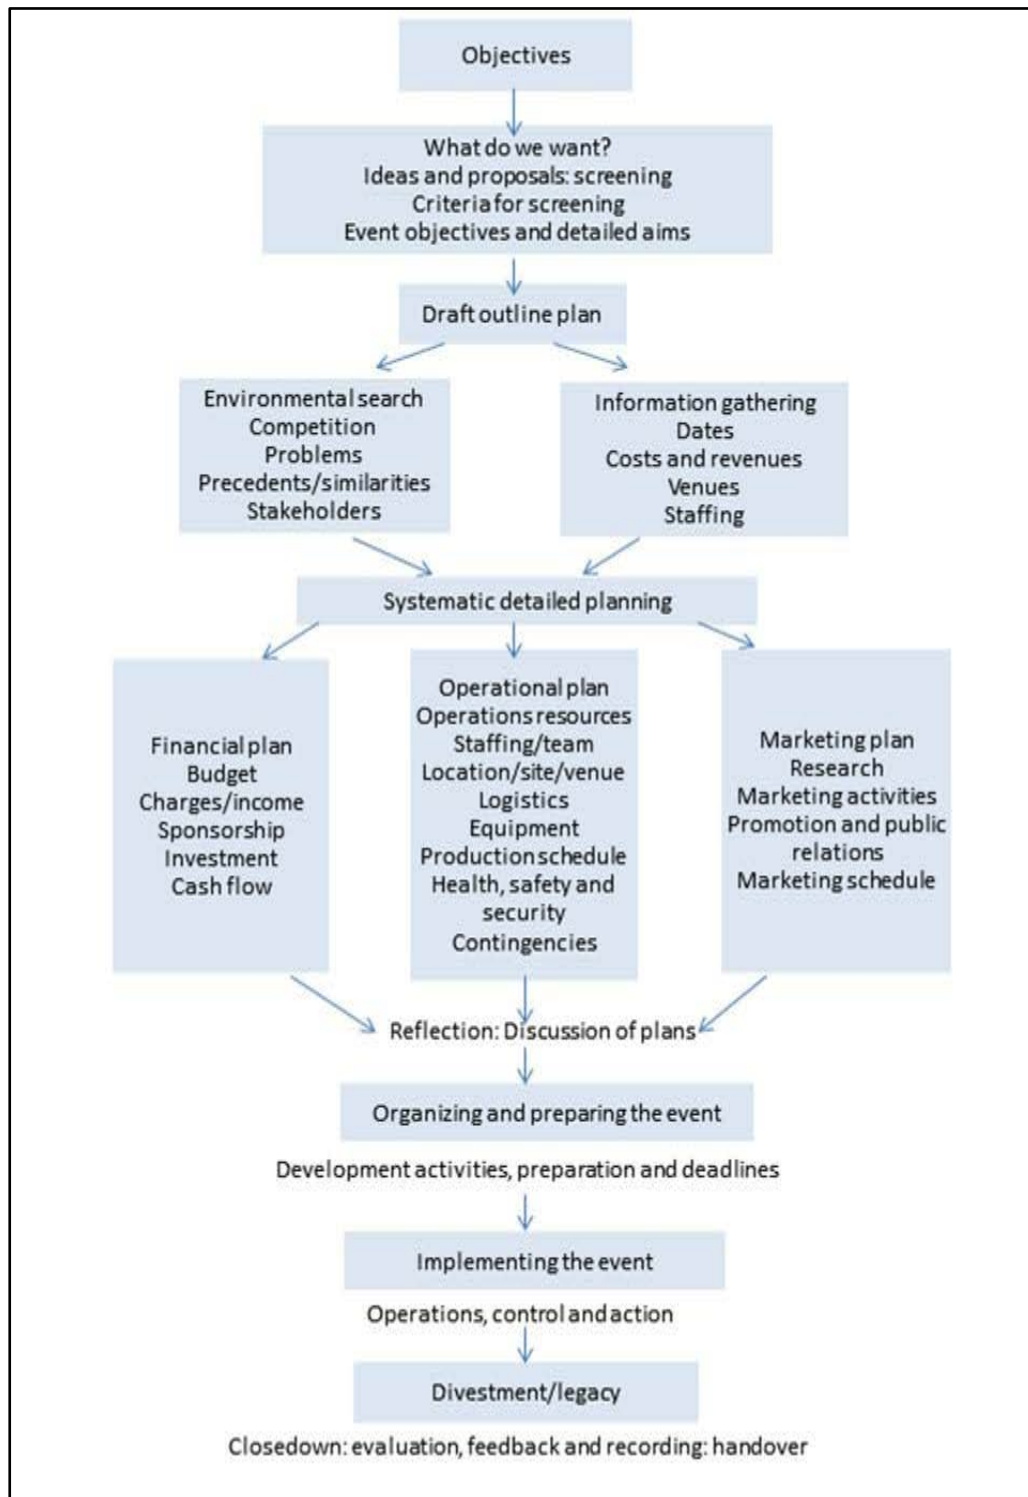 Objectives
What do we want?
Ideas and proposals: screening
Criteria for screening
Event objectives and detailed aims
Draft outline plan
Environmental search
Competition
Problems
Precedents/similarities
Stakeholders
Information gathering
Dates
Costs and revenues
Venues
Staffing
Systematic detailed planning
Financial plan
Budget
Charges/income
Sponsorship
Investment
Cash flow
Operational plan
Operations resources
Staffing/team
Location/site/venue
Logistics
Equipment
Production schedule
Health, safety and
security
Contingencies
Marketing plan
Research
Marketing activities
Promotion and public
relations
Marketing schedule
Reflection: Discussion of plans
Organizing and preparing the event
Development activities, preparation and deadlines
Implementing the event
Operations, control and action
Divestment/legacy
Closedown: evaluation, feedback and recording: handover